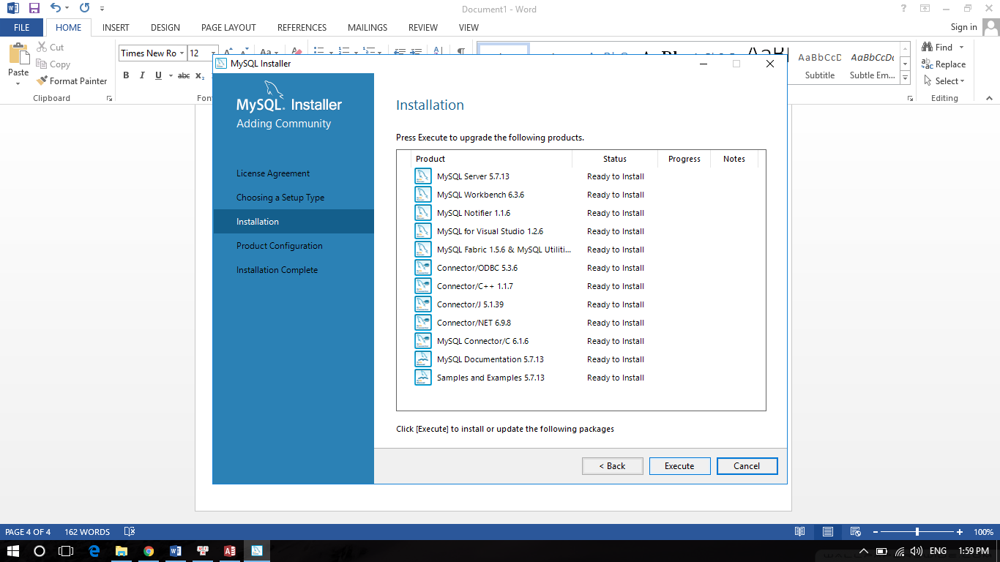 Document1 - Word
FILE HOME INSERT DESIGN PAGE LAYOUT REFERENCES MAILINGS REVIEW VIEW Sign in
Paste
Cut
Copy
Format Painter
Clipboard
Times New Ro 12
B I U abc x₂
Aa
AaBbCcD AaBbCcDc
Subtitle Subtle Em...
Find
Replace
Select
Editing
MySQL Installer
MySQL. Installer
Adding Community
License Agreement
Choosing a Setup Type
Installation
Product Configuration
Installation Complete
Installation
Press Execute to upgrade the following products.
Product Status Progress Notes
MySQL Server 5.7.13 Ready to Install
MySQL Workbench 6.3.6 Ready to Install
MySQL Notifier 1.1.6 Ready to Install
MySQL for Visual Studio 1.2.6 Ready to Install
MySQL Fabric 1.5.6 & MySQL Utiliti... Ready to Install
Connector/ODBC 5.3.6 Ready to Install
Connector/C++ 1.1.7 Ready to Install
Connector/J 5.1.39 Ready to Install
Connector/NET 6.9.8 Ready to Install
MySQL Connector/C 6.1.6 Ready to Install
MySQL Documentation 5.7.13 Ready to Install
Samples and Examples 5.7.13 Ready to Install
Click [Execute] to install or update the following packages
< Back Execute Cancel
PAGE 4 OF 4 162 WORDS 100%
ENG 1:59 PM